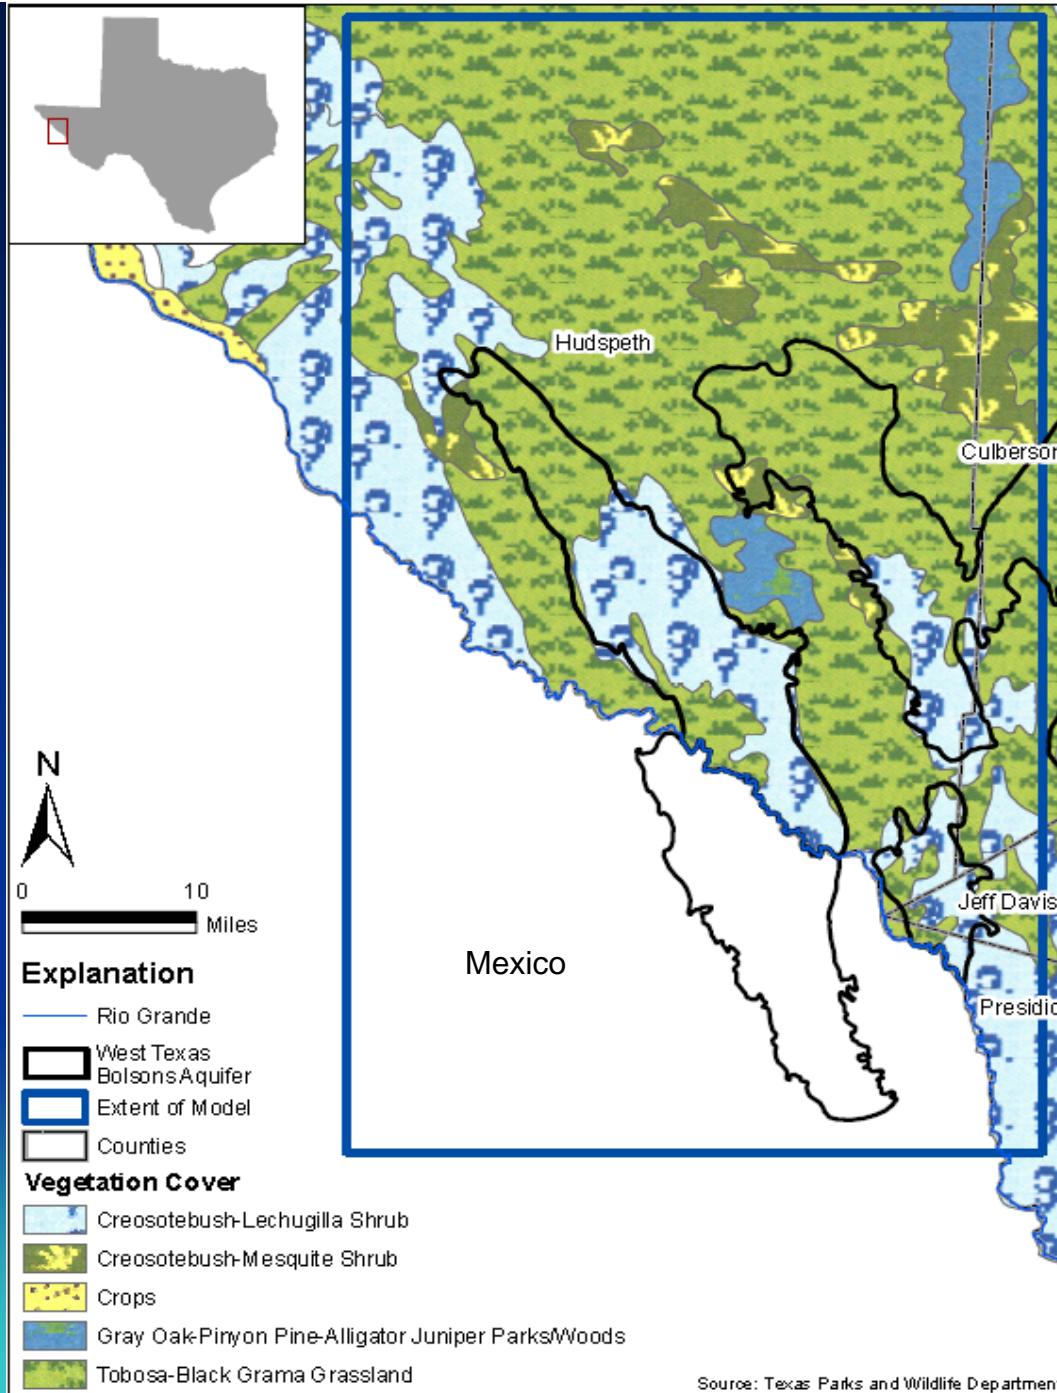 Hudspeth
Culberson
N
0 10
Miles
Jeff Davis
Mexico
Presidio
Explanation
Rio Grande
West Texas
Bolsons Aquifer
Extent of Model
Counties
Vegetation Cover
Creosotebush-Lechugilla Shrub
Creosotebush-Mesquite Shrub
Crops
Gray Oak-Pinyon Pine-Alligator Juniper Parks/Woods
Tobosa-Black Grama Grassland
Source: Texas Parks and Wildlife Departmen